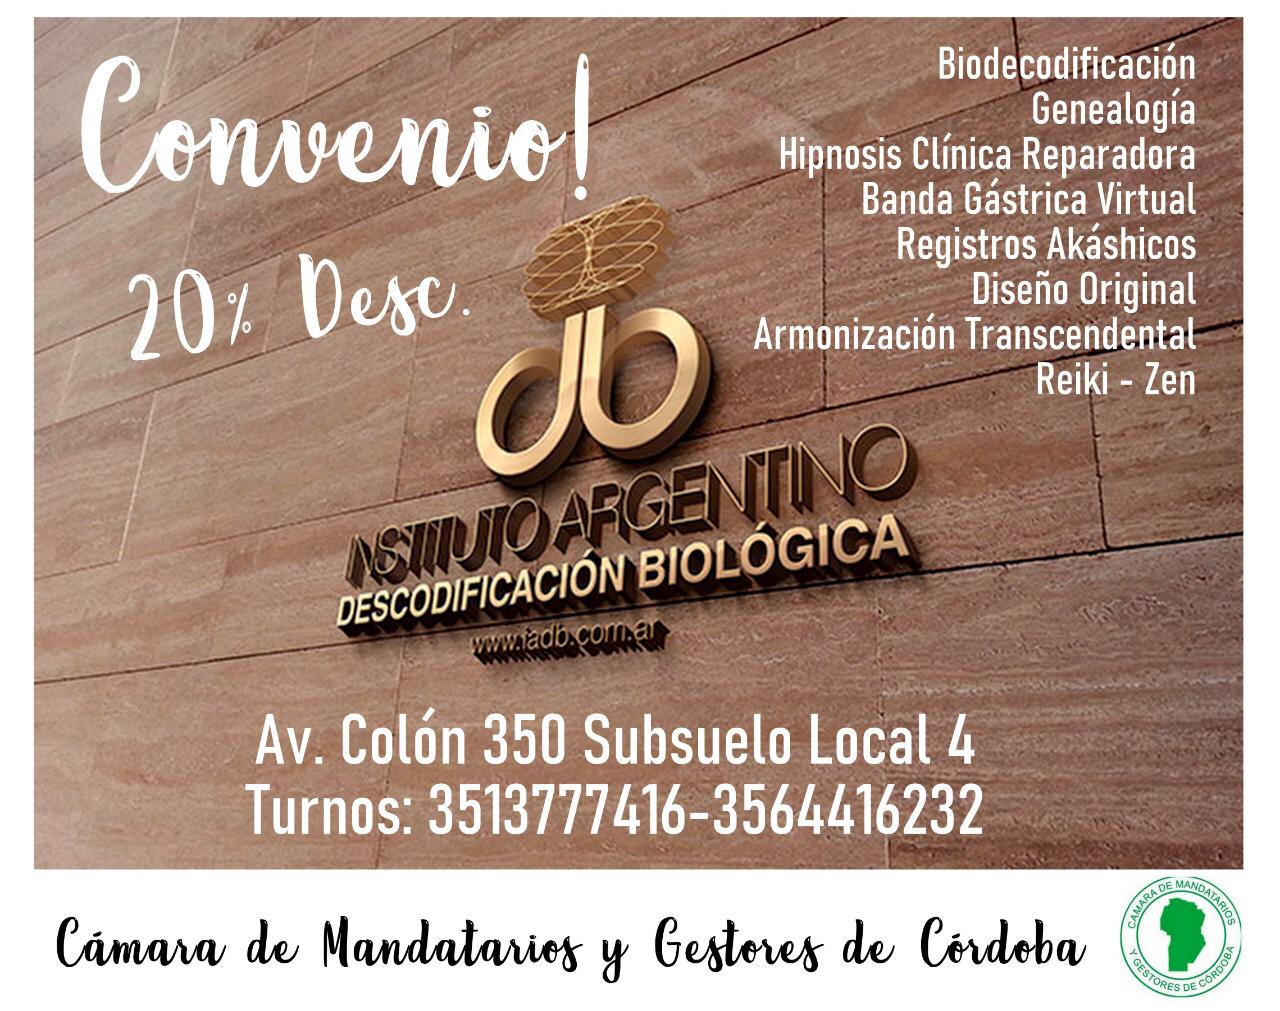 Convenio!
20% Desc.
Biodecodificación
Genealogía
Hipnosis Clínica Reparadora
Banda Gástrica Virtual
Registros Akáshicos
Diseño Original
Armonización Transcendental
Reiki - Zen
db
INSTITUTO ARGENTINO
DESCODIFICACIÓN BIOLÓGICA
www.iadb.com.ar
Av. Colón 350 Subsuelo Local 4
Turnos: 3513777416-3564416232
Cámara de Mandatarios y Gestores de Córdoba
CÁMARA DE MANDATARIOS
Y GESTORES DE CÓRDOBA